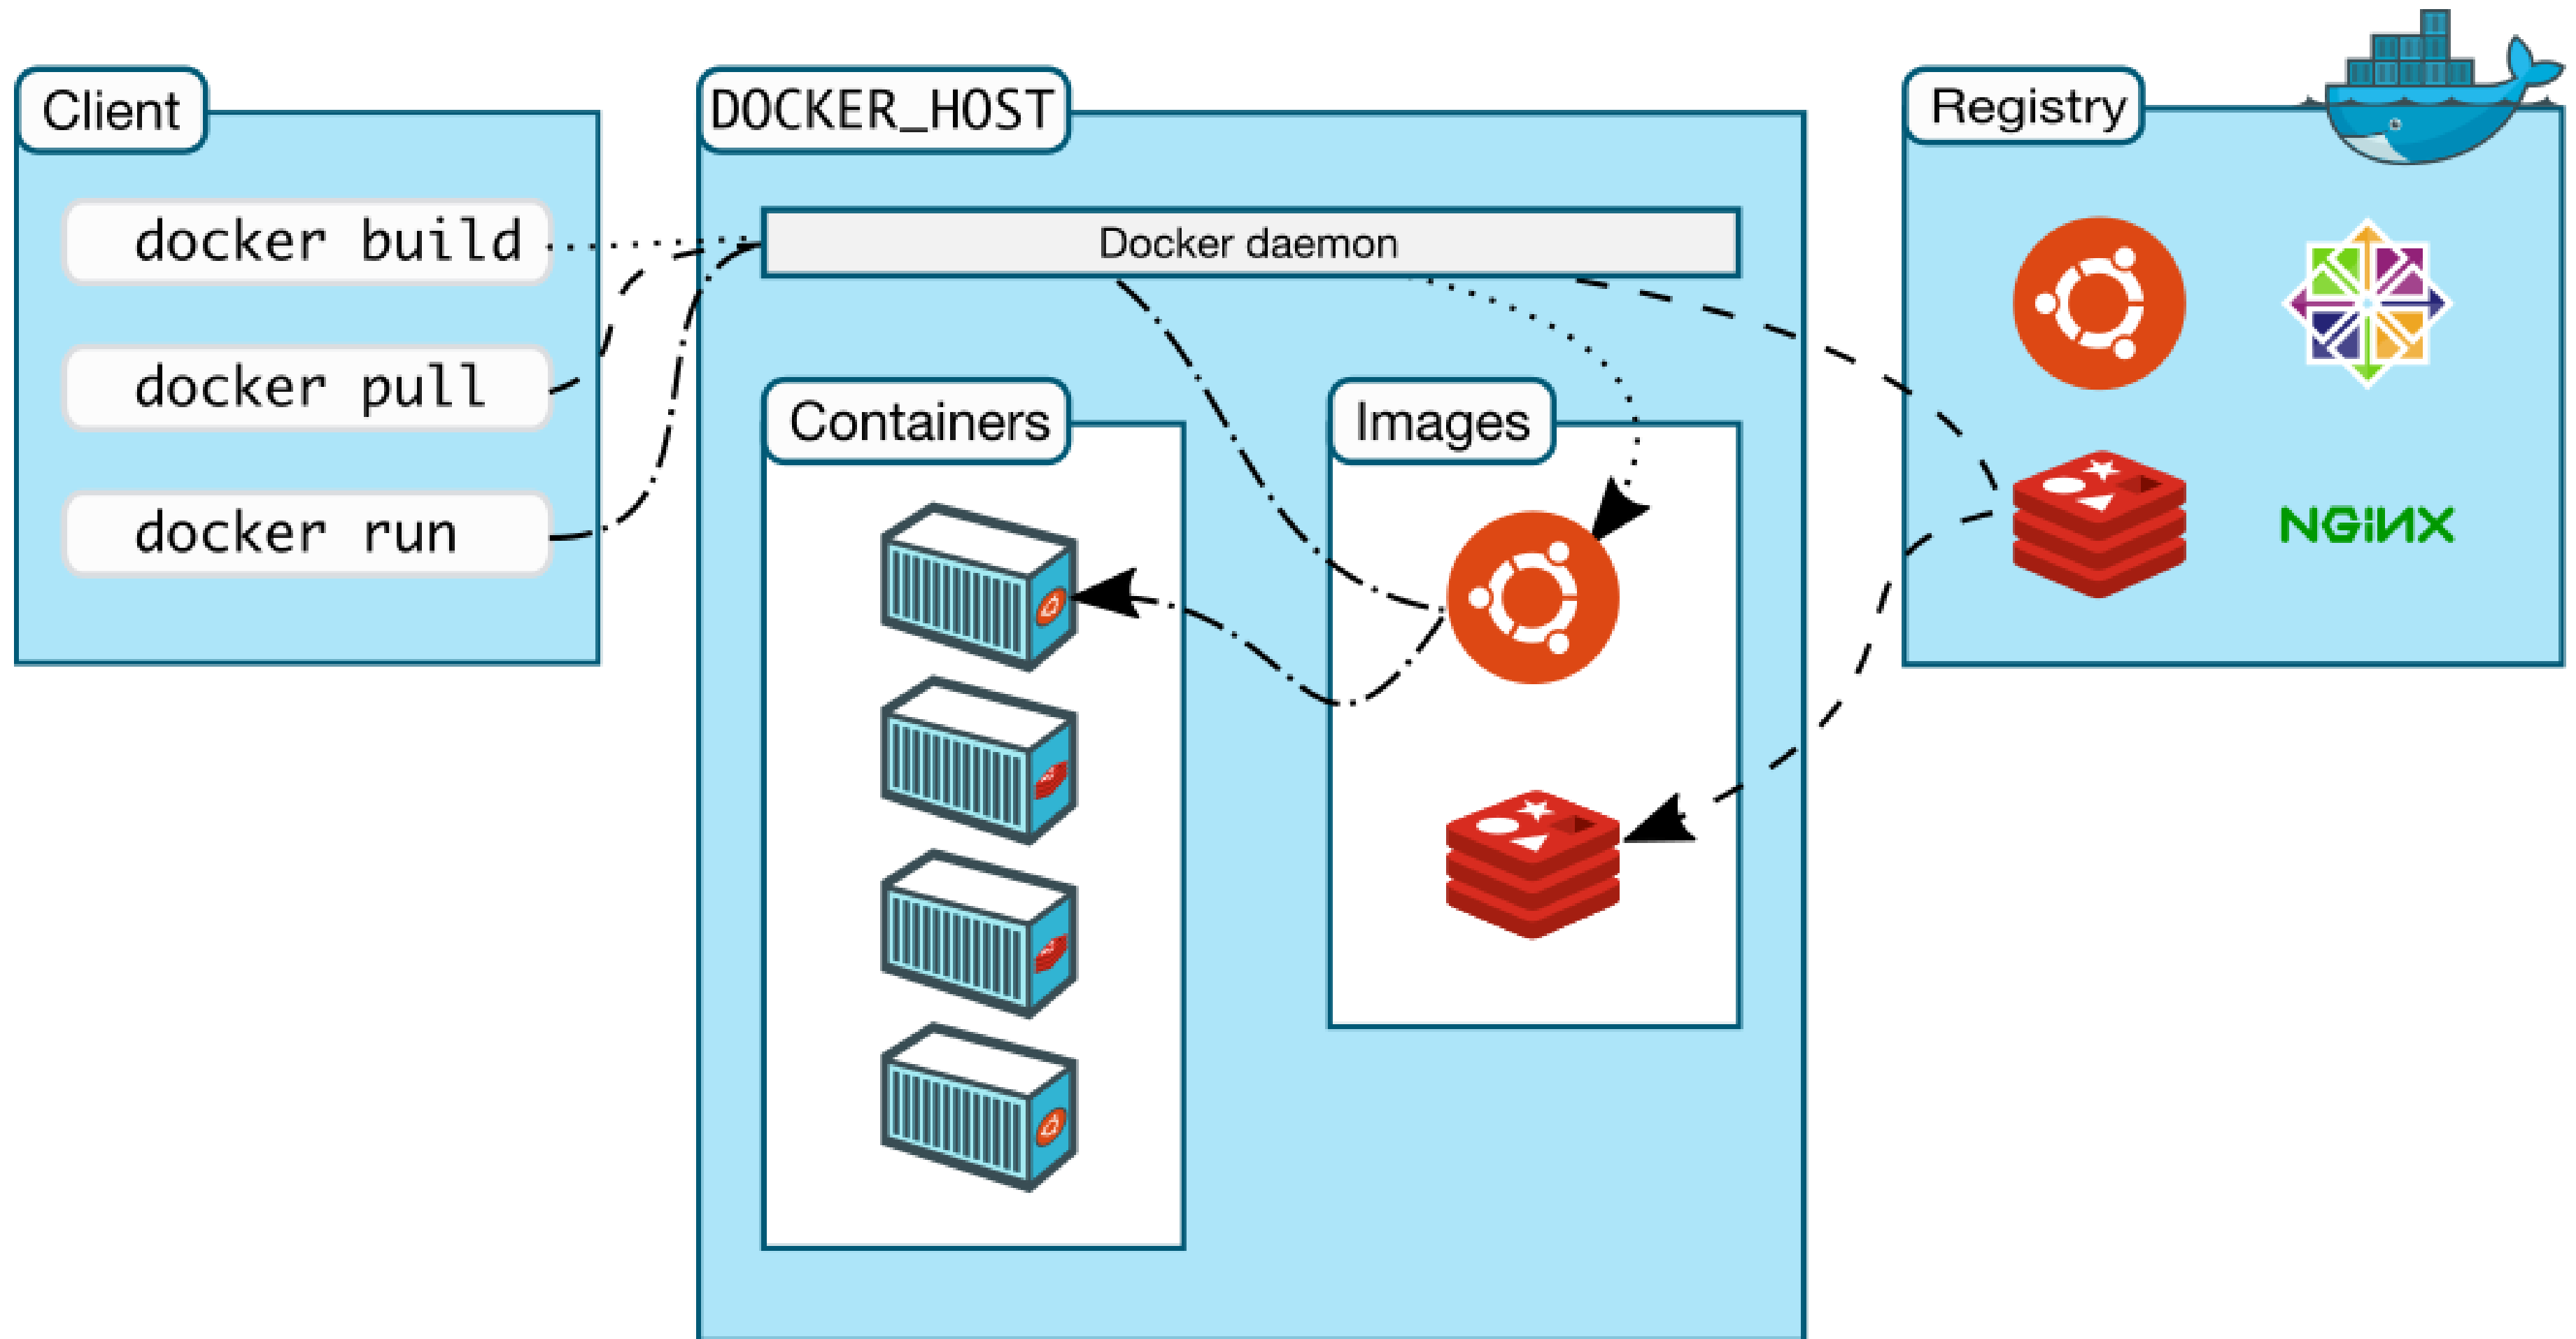 Client
docker build
docker pull
docker run
DOCKER_HOST
Docker daemon
Containers
Images
Registry
NGiNX